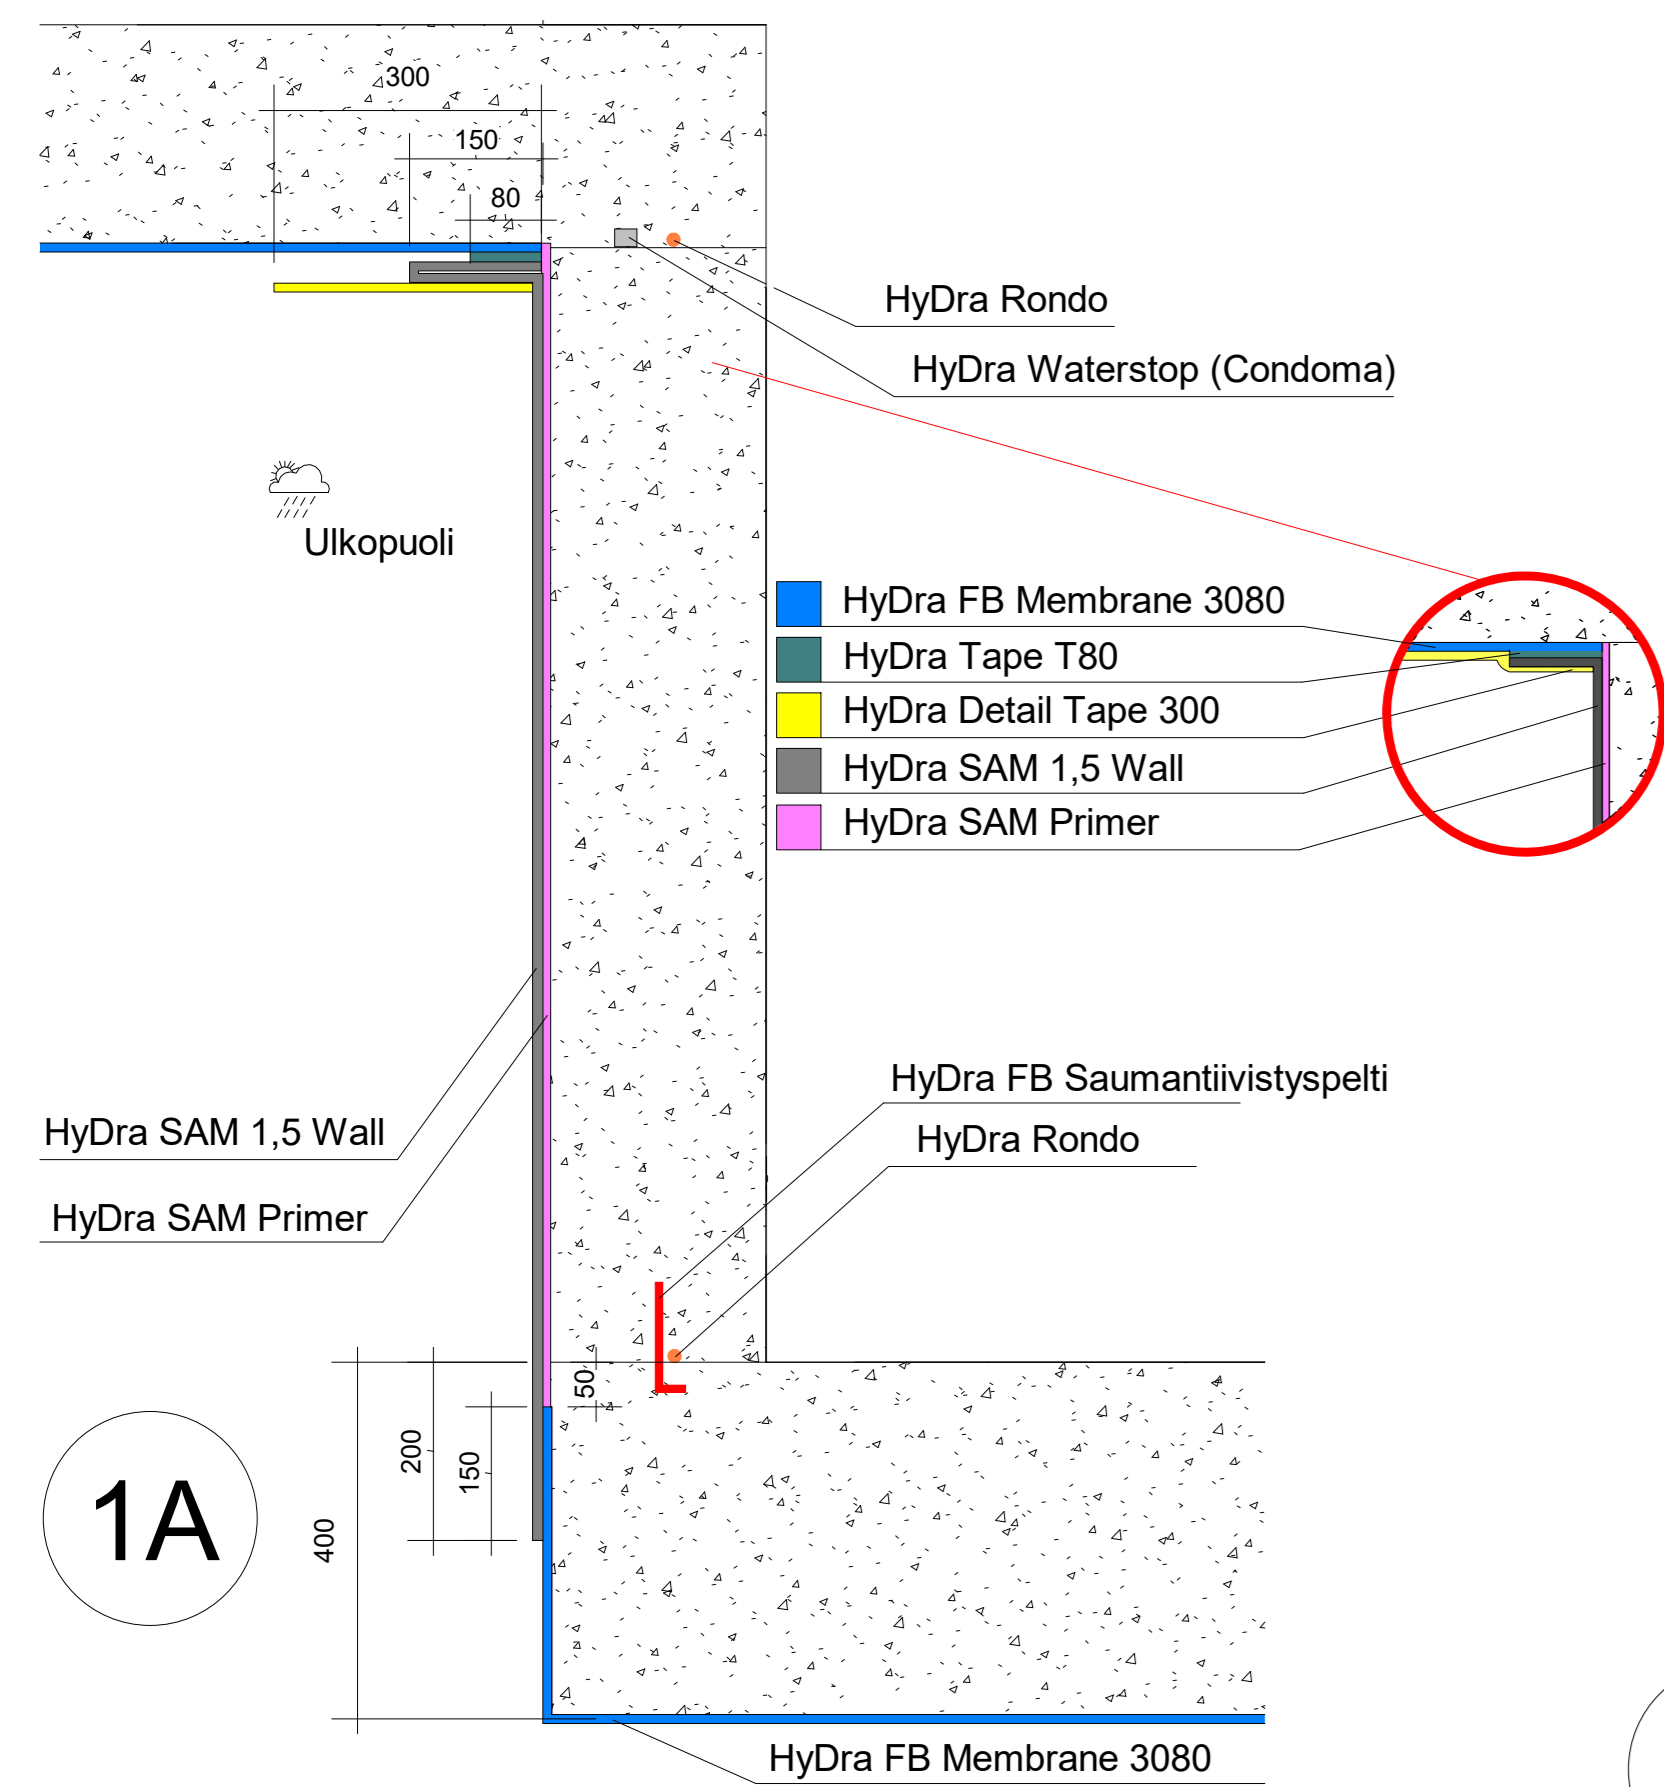 300
150
80
HyDra Rondo
HyDra Waterstop (Condoma)
Ulkopuoli
HyDra FB Membrane 3080
HyDra Tape T80
HyDra Detail Tape 300
HyDra SAM 1,5 Wall
HyDra SAM Primer
HyDra FB Saumantiivistyspelti
HyDra Rondo
HyDra SAM 1,5 Wall
HyDra SAM Primer
50
200
150
400
1A
HyDra FB Membrane 3080